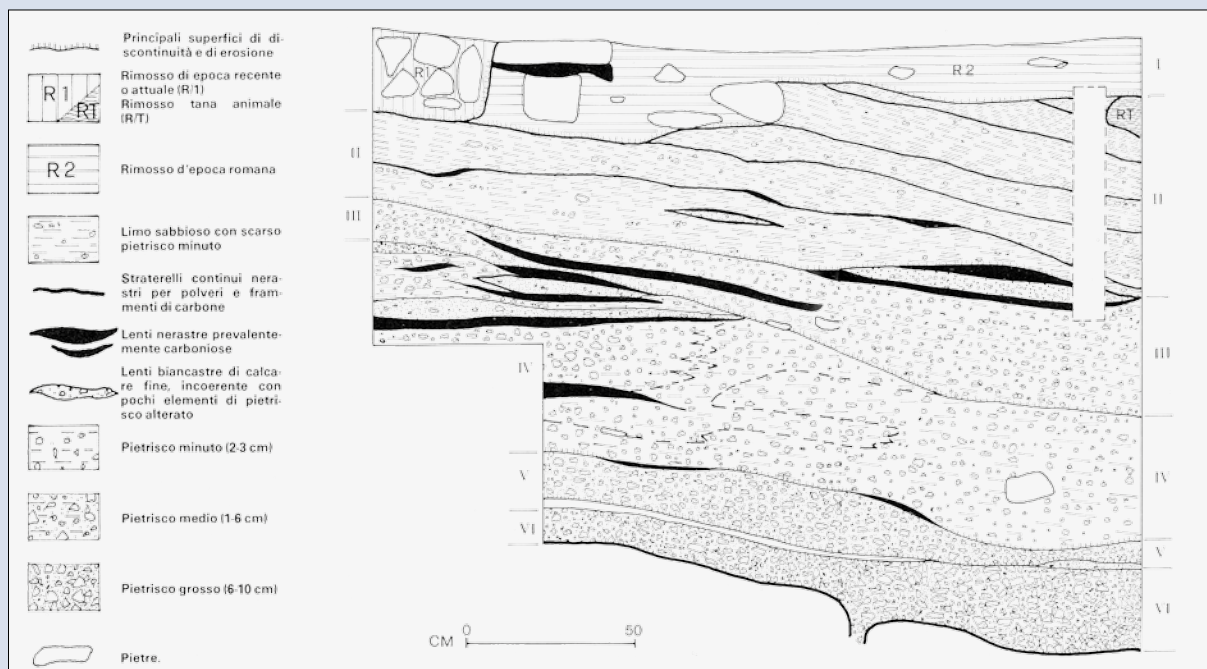 Principali superfici di di-
scontinuità e di erosione
R1
RT
Rimosso di epoca recente
o attuale (R/1)
Rimosso tana animale
(R/T)
R2
Rimosso d'epoca romana
Limo sabbioso con scarso
pietrisco minuto
Straterelli continui nera-
stri per polveri e fram-
menti di carbone
Lenti nerastre prevalente-
mente carboniose
Lenti biancastre di calca-
re fine, incoerente con
pochi elementi di pietri-
sco alterato
Pietrisco minuto (2-3 cm)
Pietrisco medio (1-6 cm)
Pietrisco grosso (6-10 cm)
Pietre.
R1
R2
RT
II
III
IV
V
VI
I
II
III
IV
V
VI
CM
0
50